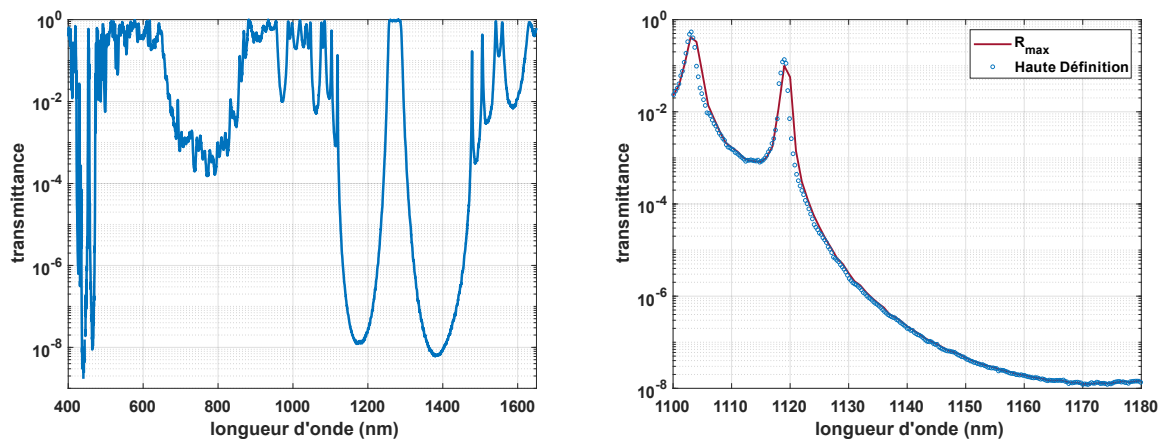 10^0
10^-2
10^-4
10^-6
10^-8
transmittance
400 600 800 1000 1200 1400 1600
longueur d'onde (nm)
10^0
10^-2
10^-4
10^-6
10^-8
transmittance
R_max
Haute Définition
1100 1110 1120 1130 1140 1150 1160 1170 1180
longueur d'onde (nm)